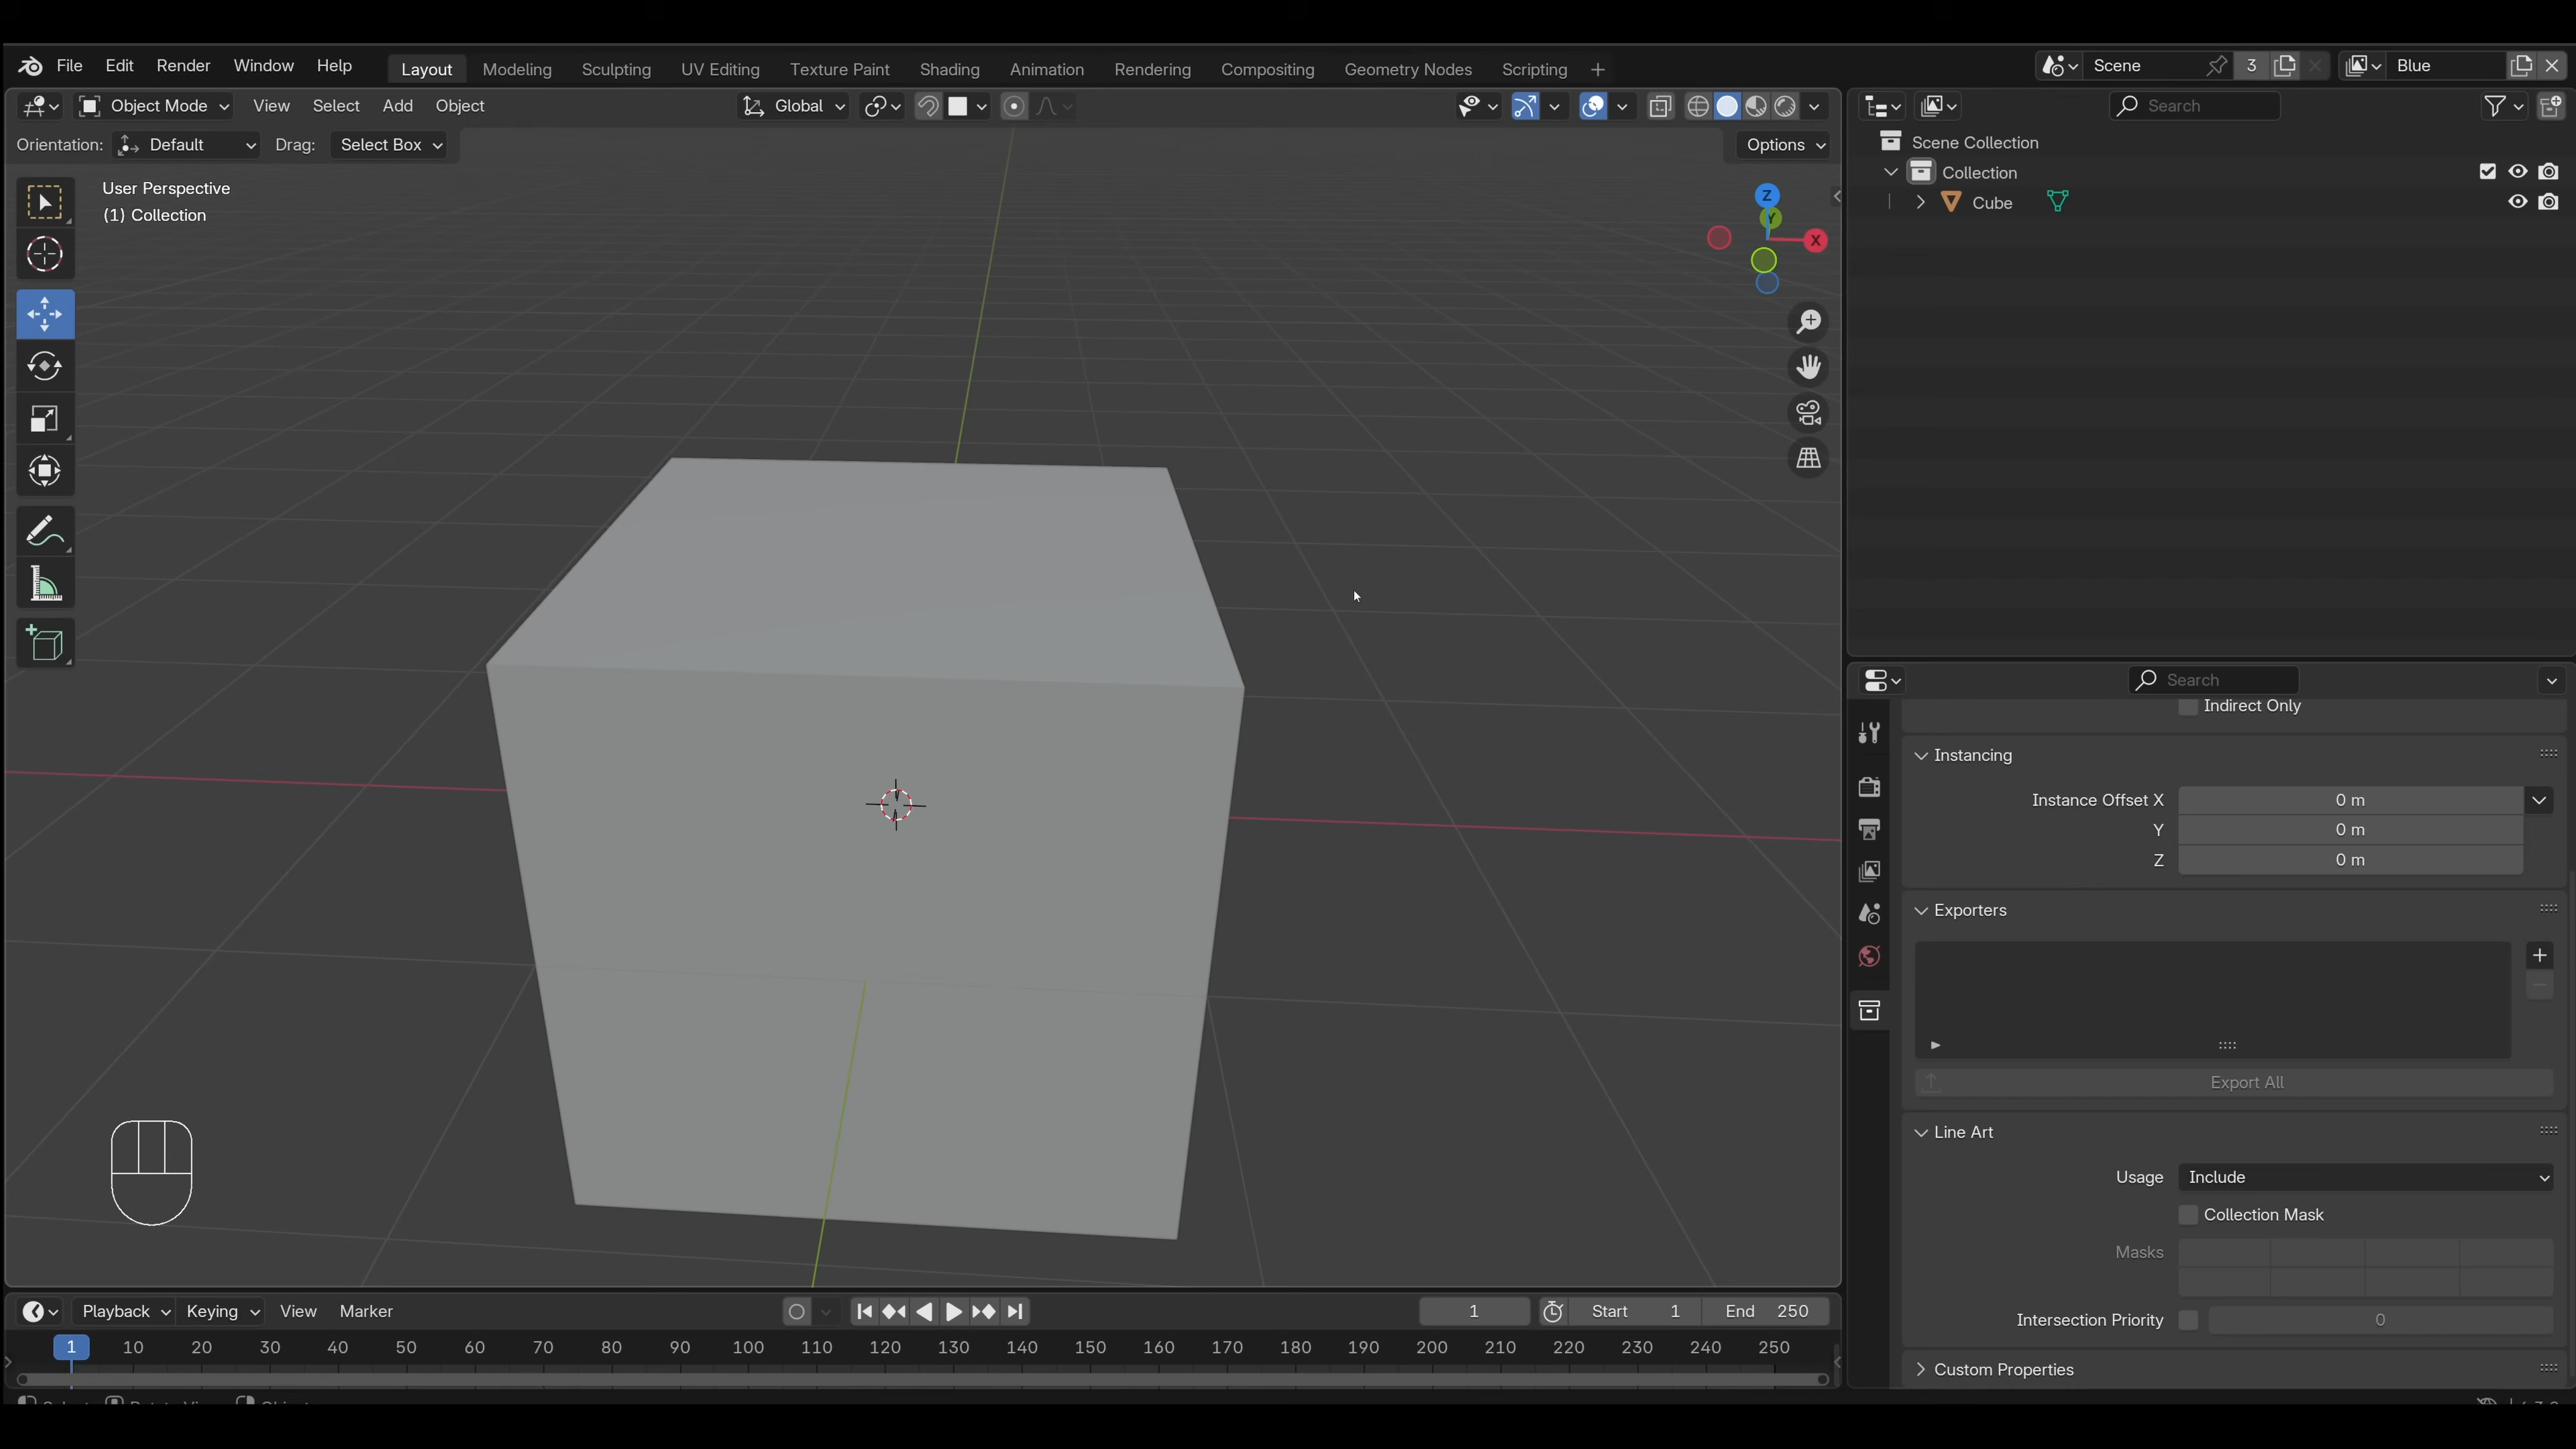 File Edit Render Window Help Layout Modeling Sculpting UV Editing Texture Paint Shading Animation Rendering Compositing Geometry Nodes Scripting + Scene 3 Blue
Object Mode View Select Add Object Global Search
Orientation: Default Drag: Select Box Options
Scene Collection
Collection
Cube
User Perspective
(1) Collection
Z
Y
X
Search
Indirect Only
Instancing
Instance Offset X 0 m
Y 0 m
Z 0 m
Exporters
Export All
Line Art
Usage Include
Collection Mask
Masks
Intersection Priority 0
Custom Properties
Playback Keying View Marker 1 Start 1 End 250
1 10 20 30 40 50 60 70 80 90 100 110 120 130 140 150 160 170 180 190 200 210 220 230 240 250